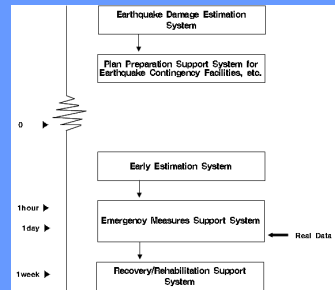 Earthquake Damage Estimation
System
Plan Preparation Support System for
Earthquake Contingency Facilities, etc.
0
Early Estimation System
1hour
Emergency Measures Support System
1day
Real Data
1week
Recovery/Rehabilitation Support
System